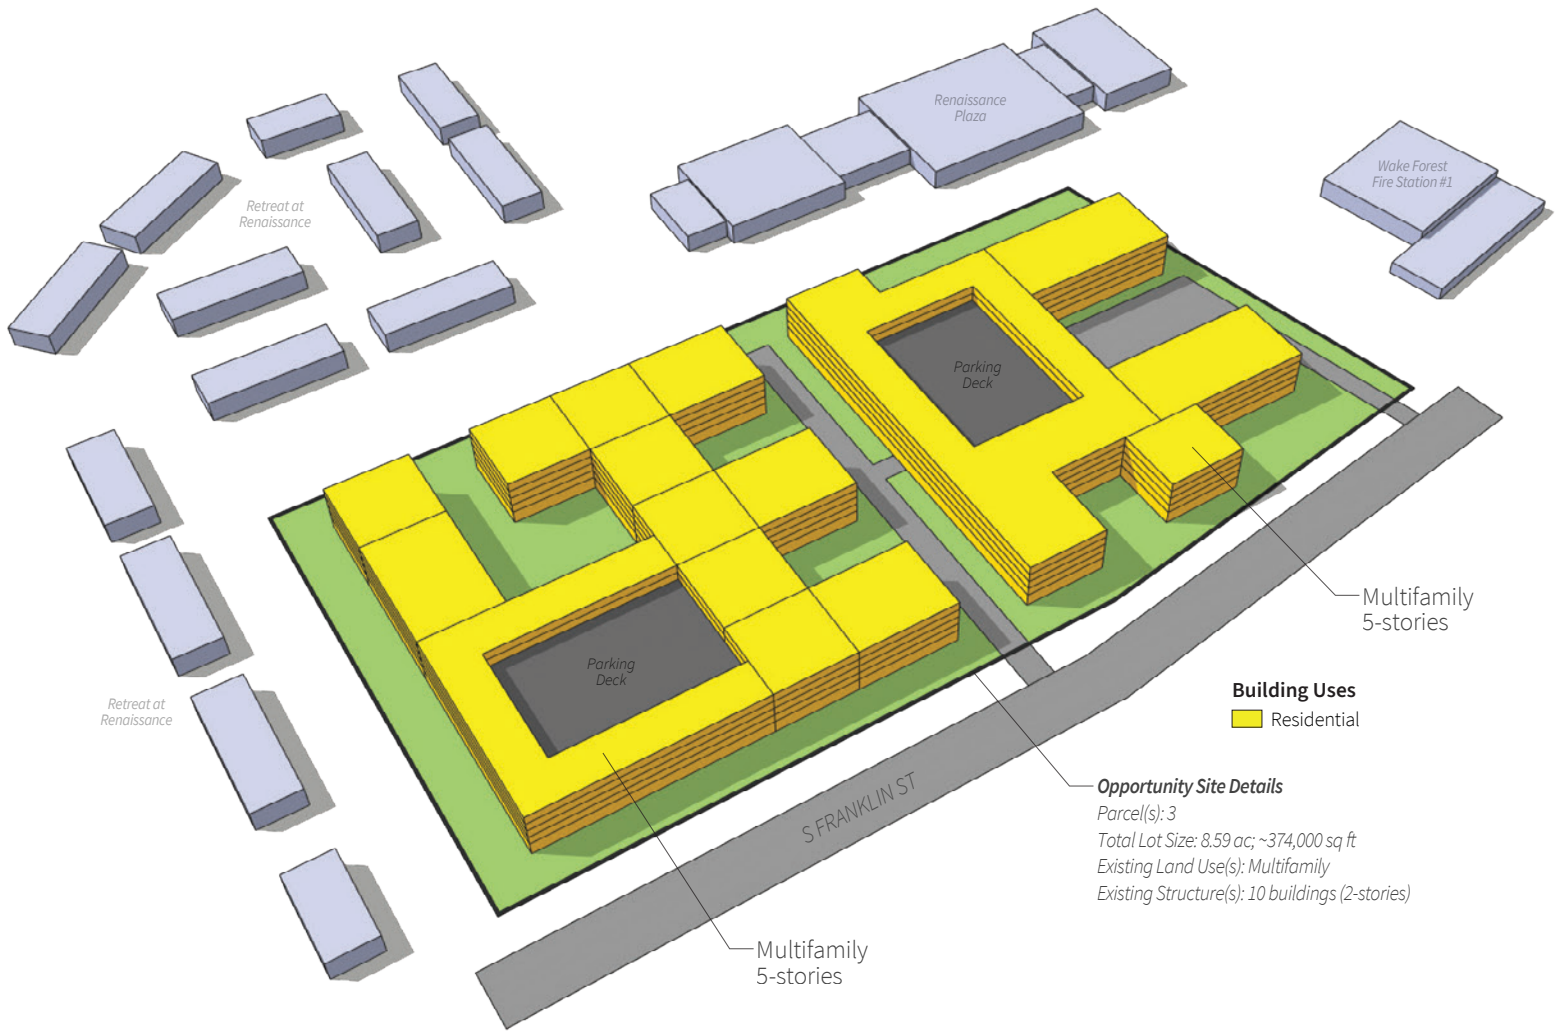 Renaissance
Plaza
Wake Forest
Fire Station #1
Retreat at
Renaissance
Parking
Deck
Multifamily
5-stories
Parking
Deck
Retreat at
Renaissance
Building Uses
Residential
Opportunity Site Details
Parcel(s): 3
Total Lot Size: 8.59 ac; ~374,000 sq ft
Existing Land Use(s): Multifamily
Existing Structure(s): 10 buildings (2-stories)
S FRANKLIN ST
Multifamily
5-stories